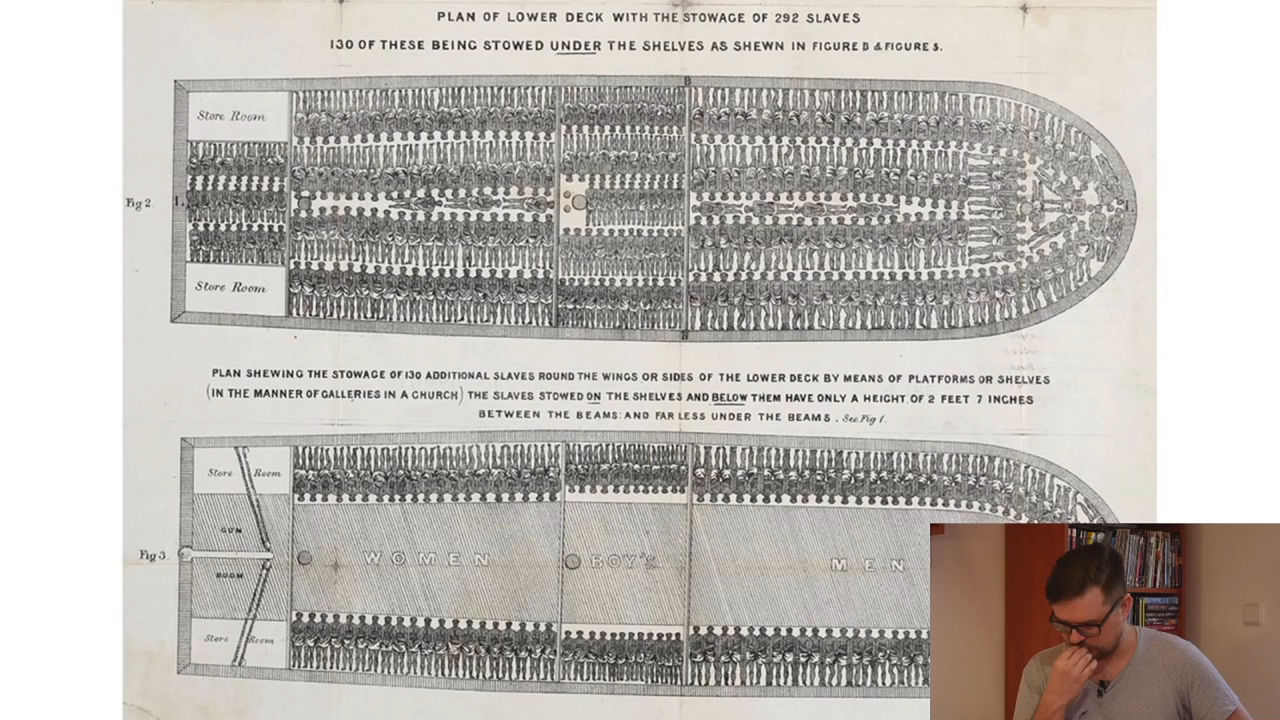 PLAN OF LOWER DECK WITH THE STOWAGE OF 292 SLAVES
130 OF THESE BEING STOWED UNDER THE SHELVES AS SHEWN IN FIGURE D & FIGURE 5.
B
Store Room
Fig 2.
Store Room
B
PLAN SHEWING THE STOWAGE OF 130 ADDITIONAL SLAVES ROUND THE WINGS OR SIDES OF THE LOWER DECK BY MEANS OF PLATFORMS OR SHELVES
(IN THE MANNER OF GALLERIES IN A CHURCH) THE SLAVES STOWED ON THE SHELVES AND BELOW THEM HAVE ONLY A HEIGHT OF 2 FEET 7 INCHES
BETWEEN THE BEAMS: AND FAR LESS UNDER THE BEAMS. See Fig 1.
Store Room
GUN
Fig 3.
WOMEN
BOY'S
MEN
ROOM
Store Room